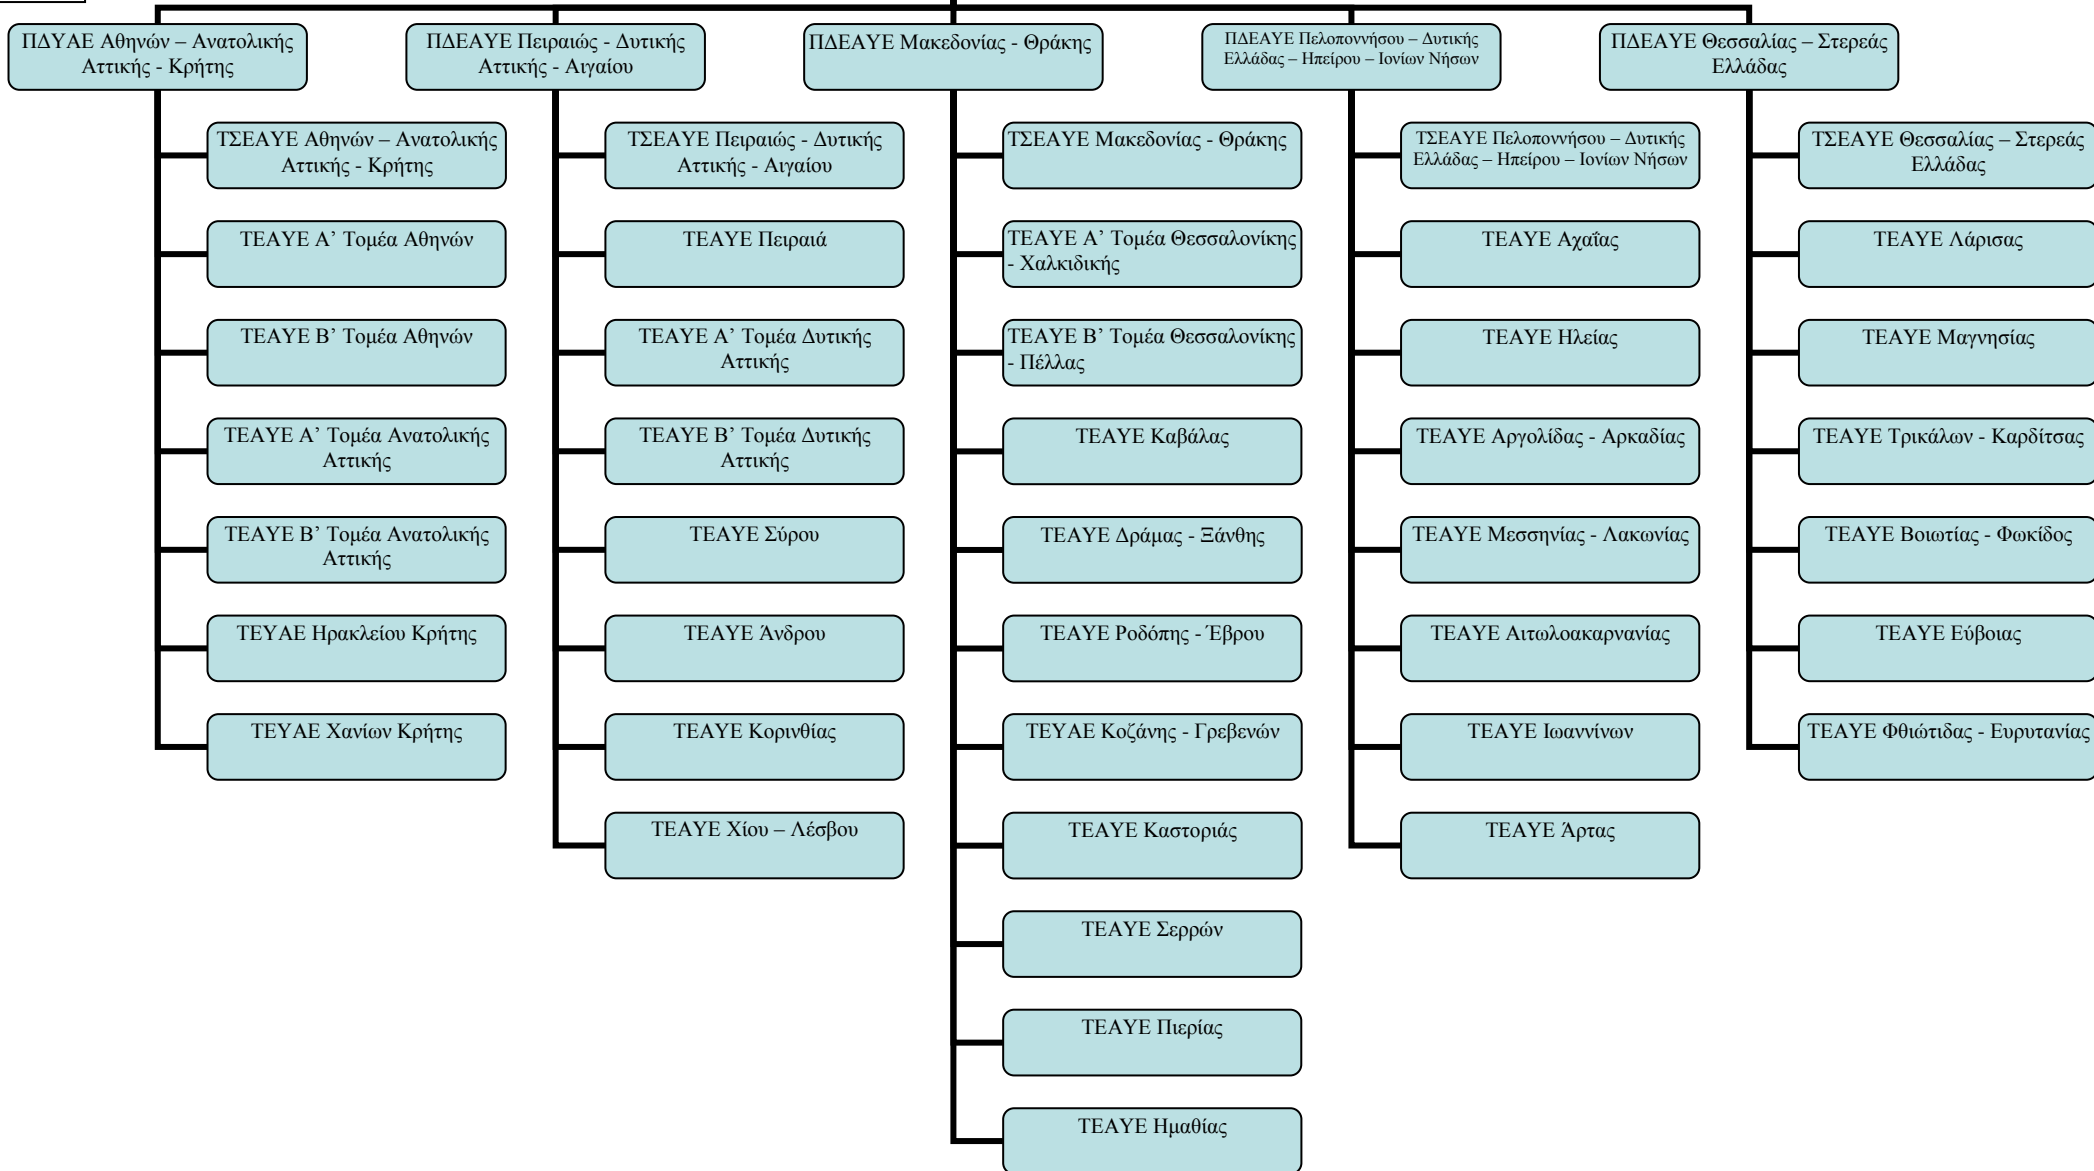 ΠΔΥΑΕ Αθηνών – Ανατολικής
Αττικής - Κρήτης
ΠΔΕΑΥΕ Πειραιώς - Δυτικής
Αττικής - Αιγαίου
ΠΔΕΑΥΕ Μακεδονίας - Θράκης
ΠΔΕΑΥΕ Πελοποννήσου – Δυτικής
Ελλάδας – Ηπείρου – Ιονίων Νήσων
ΠΔΕΑΥΕ Θεσσαλίας – Στερεάς
Ελλάδας
ΤΣΕΑΥΕ Αθηνών – Ανατολικής
Αττικής - Κρήτης
ΤΕΑΥΕ Α’ Τομέα Αθηνών
ΤΕΑΥΕ Β’ Τομέα Αθηνών
ΤΕΑΥΕ Α’ Τομέα Ανατολικής
Αττικής
ΤΕΑΥΕ Β’ Τομέα Ανατολικής
Αττικής
ΤΕΥΑΕ Ηρακλείου Κρήτης
ΤΕΥΑΕ Χανίων Κρήτης
ΤΣΕΑΥΕ Πειραιώς - Δυτικής
Αττικής - Αιγαίου
ΤΕΑΥΕ Πειραιά
ΤΕΑΥΕ Α’ Τομέα Δυτικής
Αττικής
ΤΕΑΥΕ Β’ Τομέα Δυτικής
Αττικής
ΤΕΑΥΕ Σύρου
ΤΕΑΥΕ Άνδρου
ΤΕΑΥΕ Κορινθίας
ΤΕΑΥΕ Χίου – Λέσβου
ΤΣΕΑΥΕ Μακεδονίας - Θράκης
ΤΕΑΥΕ Α’ Τομέα Θεσσαλονίκης
- Χαλκιδικής
ΤΕΑΥΕ Β’ Τομέα Θεσσαλονίκης
- Πέλλας
ΤΕΑΥΕ Καβάλας
ΤΕΑΥΕ Δράμας - Ξάνθης
ΤΕΑΥΕ Ροδόπης - Έβρου
ΤΕΥΑΕ Κοζάνης - Γρεβενών
ΤΕΑΥΕ Καστοριάς
ΤΕΑΥΕ Σερρών
ΤΕΑΥΕ Πιερίας
ΤΕΑΥΕ Ημαθίας
ΤΣΕΑΥΕ Πελοποννήσου – Δυτικής
Ελλάδας – Ηπείρου – Ιονίων Νήσων
ΤΕΑΥΕ Αχαΐας
ΤΕΑΥΕ Ηλείας
ΤΕΑΥΕ Αργολίδας - Αρκαδίας
ΤΕΑΥΕ Μεσσηνίας - Λακωνίας
ΤΕΑΥΕ Αιτωλοακαρνανίας
ΤΕΑΥΕ Ιωαννίνων
ΤΕΑΥΕ Άρτας
ΤΣΕΑΥΕ Θεσσαλίας – Στερεάς
Ελλάδας
ΤΕΑΥΕ Λάρισας
ΤΕΑΥΕ Μαγνησίας
ΤΕΑΥΕ Τρικάλων - Καρδίτσας
ΤΕΑΥΕ Βοιωτίας - Φωκίδος
ΤΕΑΥΕ Εύβοιας
ΤΕΑΥΕ Φθιώτιδας - Ευρυτανίας